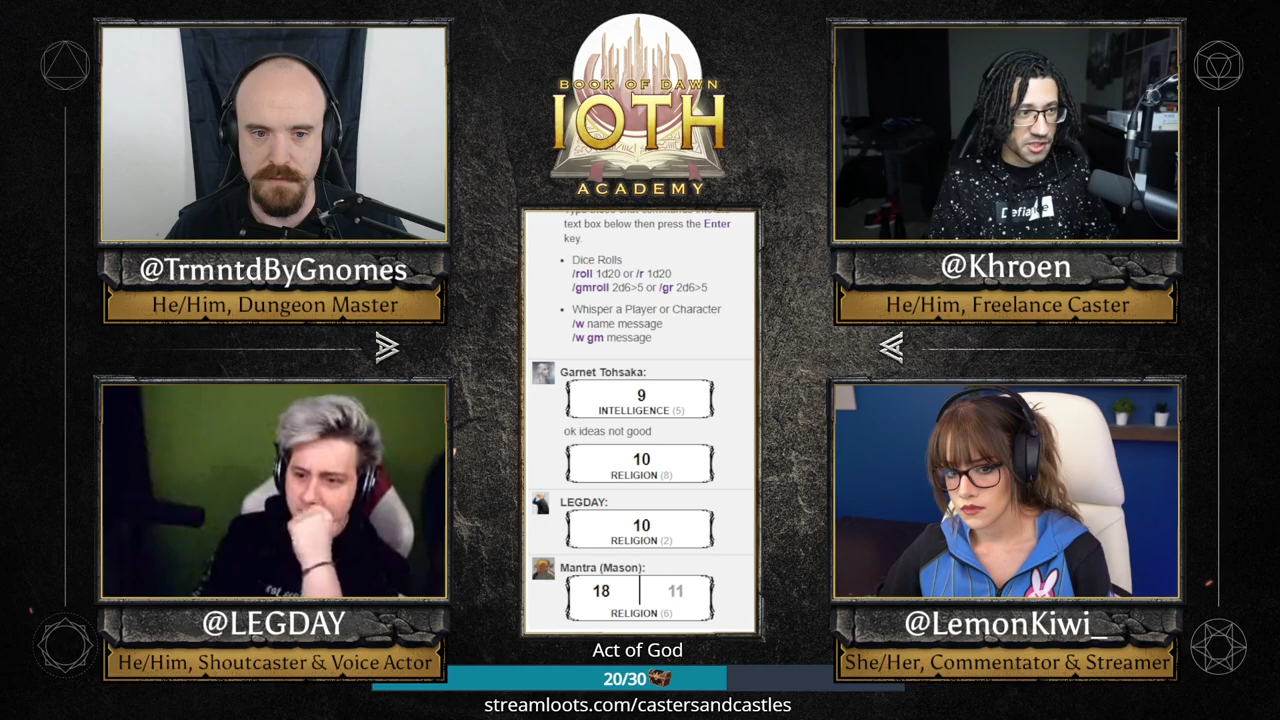 BOOK OF DAWN
IOTH
ACADEMY
@TrmntdByGnomes
He/Him, Dungeon Master
@Khroen
He/Him, Freelance Caster
text box below then press the Enter
key.
Dice Rolls
/roll 1d20 or /r 1d20
/gmroll 2d6>5 or /gr 2d6>5
Whisper a Player or Character
/w name message
/w gm message
Garnet Tohsaka:
9
INTELLIGENCE (5)
ok ideas not good
10
RELIGION (8)
LEGDAY:
10
RELIGION (2)
Mantra (Mason):
18 11
RELIGION (6)
@LEGDAY
He/Him, Shoutcaster & Voice Actor
@LemonKiwi_
She/Her, Commentator & Streamer
Act of God
20/30
streamloots.com/castersandcastles